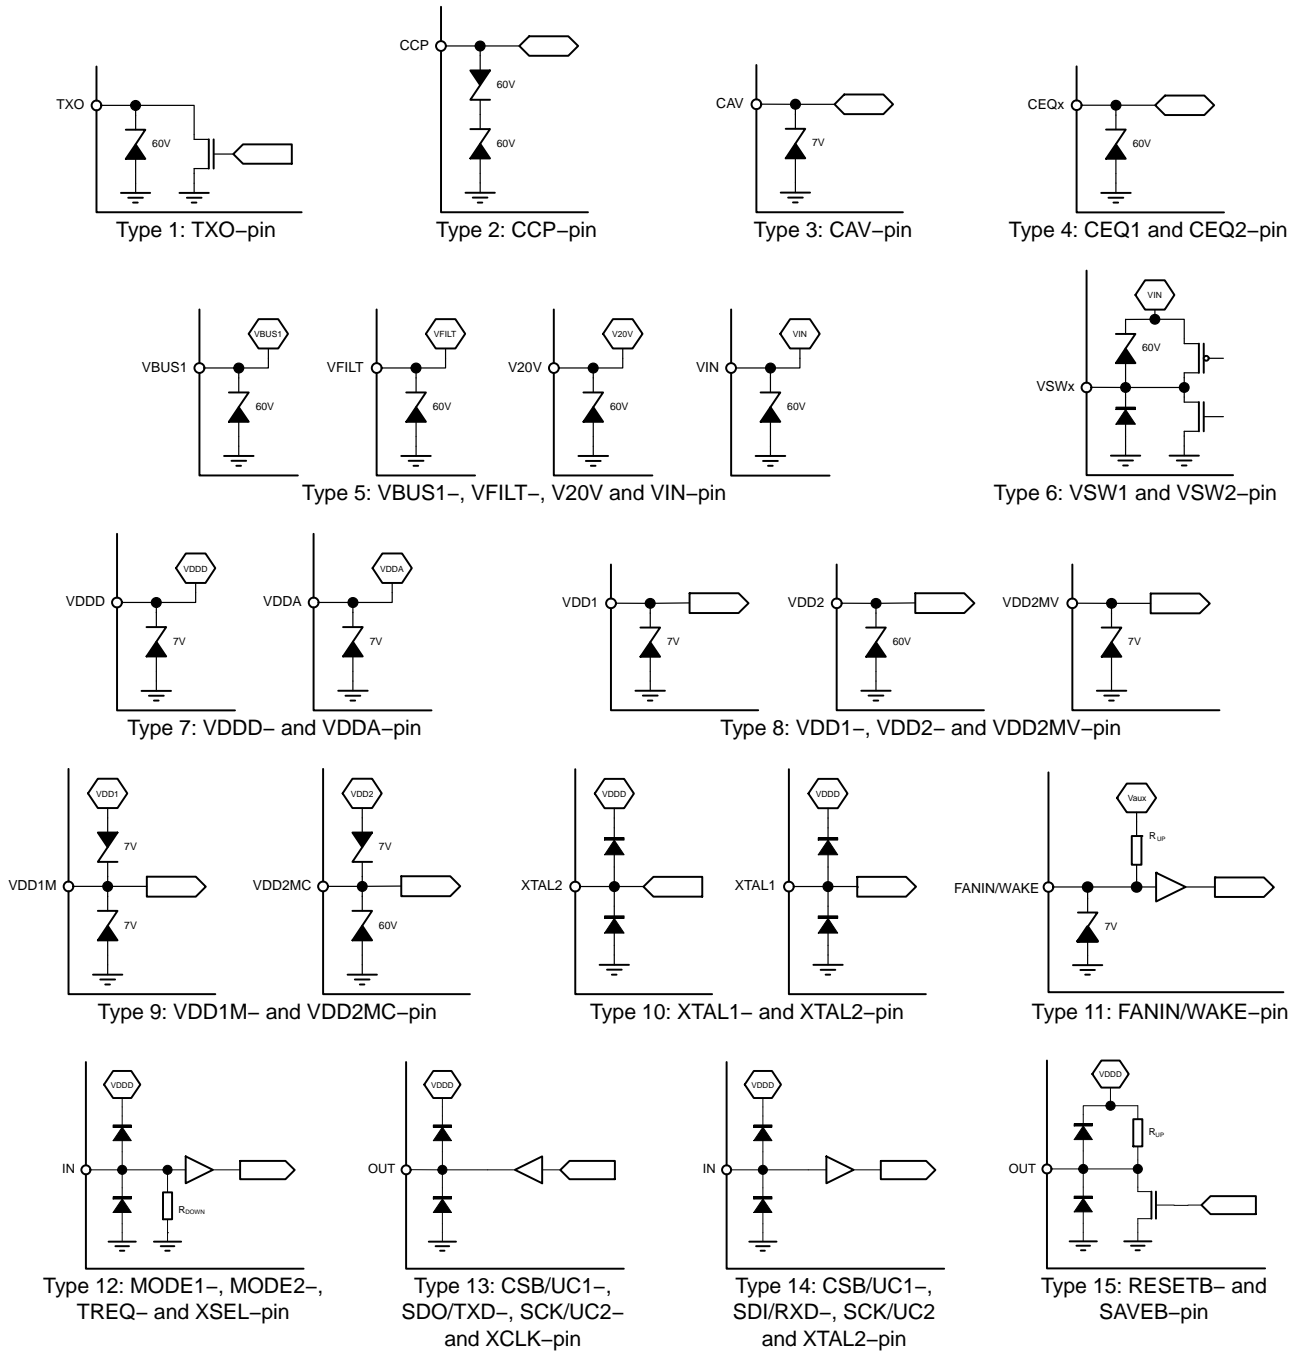 TXO
60V
Type 1: TXO–pin
CCP
60V
60V
Type 2: CCP–pin
CAV
7V
Type 3: CAV–pin
CEQx
60V
Type 4: CEQ1 and CEQ2–pin
VBUS1
VBUS1
60V
VFILT
VFILT
60V
V20V
V20V
60V
VIN
VIN
60V
Type 5: VBUS1–, VFILT–, V20V and VIN–pin
VIN
60V
VSWx
Type 6: VSW1 and VSW2–pin
VDDD
VDDD
7V
VDDA
VDDA
7V
Type 7: VDDD– and VDDA–pin
VDD1
7V
VDD2
60V
VDD2MV
7V
Type 8: VDD1–, VDD2– and VDD2MV–pin
VDD1
7V
VDD1M
7V
VDD2
7V
VDD2MC
60V
Type 9: VDD1M– and VDD2MC–pin
VDDD
XTAL2
VDDD
XTAL1
Type 10: XTAL1– and XTAL2–pin
Vaux
RUP
FANIN/WAKE
7V
Type 11: FANIN/WAKE–pin
VDDD
IN
RDOWN
Type 12: MODE1–, MODE2–,
TREQ– and XSEL–pin
VDDD
OUT
Type 13: CSB/UC1–,
SDO/TXD–, SCK/UC2–
and XCLK–pin
VDDD
IN
Type 14: CSB/UC1–,
SDI/RXD–, SCK/UC2
and XTAL2–pin
VDDD
RUP
OUT
Type 15: RESETB– and
SAVEB–pin